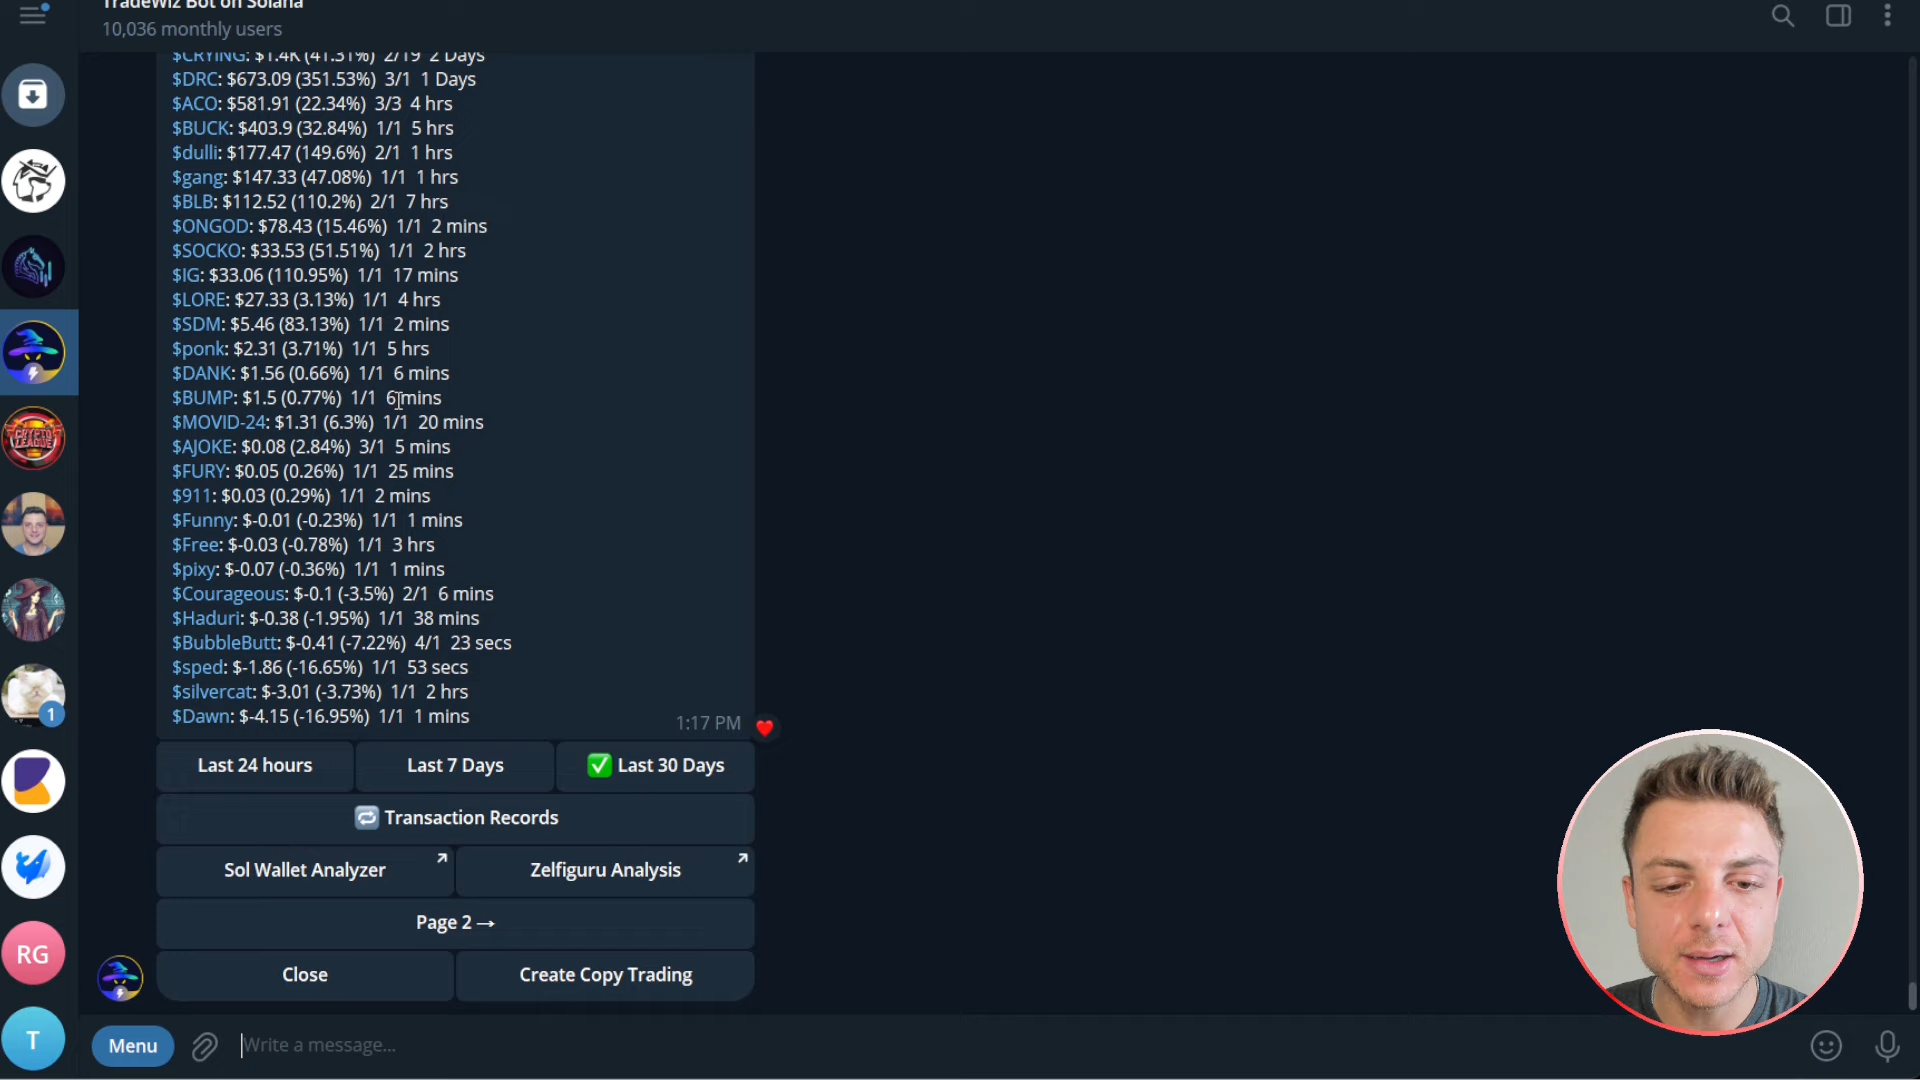 TradeWiz Bot on Solana
10,036 monthly users
$CRYING: $1.4K (41.31%) 2/19 2 Days
$DRC: $673.09 (351.53%) 3/1 1 Days
$ACO: $581.91 (22.34%) 3/3 4 hrs
$BUCK: $403.9 (32.84%) 1/1 5 hrs
$dulli: $177.47 (149.6%) 2/1 1 hrs
$gang: $147.33 (47.08%) 1/1 1 hrs
$BLB: $112.52 (110.2%) 2/1 7 hrs
$ONGOD: $78.43 (15.46%) 1/1 2 mins
$SOCKO: $33.53 (51.51%) 1/1 2 hrs
$IG: $33.06 (110.95%) 1/1 17 mins
$LORE: $27.33 (3.13%) 1/1 4 hrs
$SDM: $5.46 (83.13%) 1/1 2 mins
$ponk: $2.31 (3.71%) 1/1 5 hrs
$DANK: $1.56 (0.66%) 1/1 6 mins
$BUMP: $1.5 (0.77%) 1/1 6 mins
$MOVID-24: $1.31 (6.3%) 1/1 20 mins
$AJOKE: $0.08 (2.84%) 3/1 5 mins
$FURY: $0.05 (0.26%) 1/1 25 mins
$911: $0.03 (0.29%) 1/1 2 mins
$Funny: $-0.01 (-0.23%) 1/1 1 mins
$Free: $-0.03 (-0.78%) 1/1 3 hrs
$pixy: $-0.07 (-0.36%) 1/1 1 mins
$Courageous: $-0.1 (-3.5%) 2/1 6 mins
$Haduri: $-0.38 (-1.95%) 1/1 38 mins
$BubbleButt: $-0.41 (-7.22%) 4/1 23 secs
$sped: $-1.86 (-16.65%) 1/1 53 secs
$silvercat: $-3.01 (-3.73%) 1/1 2 hrs
$Dawn: $-4.15 (-16.95%) 1/1 1 mins
1:17 PM
Last 24 hours
Last 7 Days
Last 30 Days
Transaction Records
Sol Wallet Analyzer
Zelfiguru Analysis
Page 2 →
Close
Create Copy Trading
Menu
Write a message...
CRYPTO
LEAGUE
1
RG
T